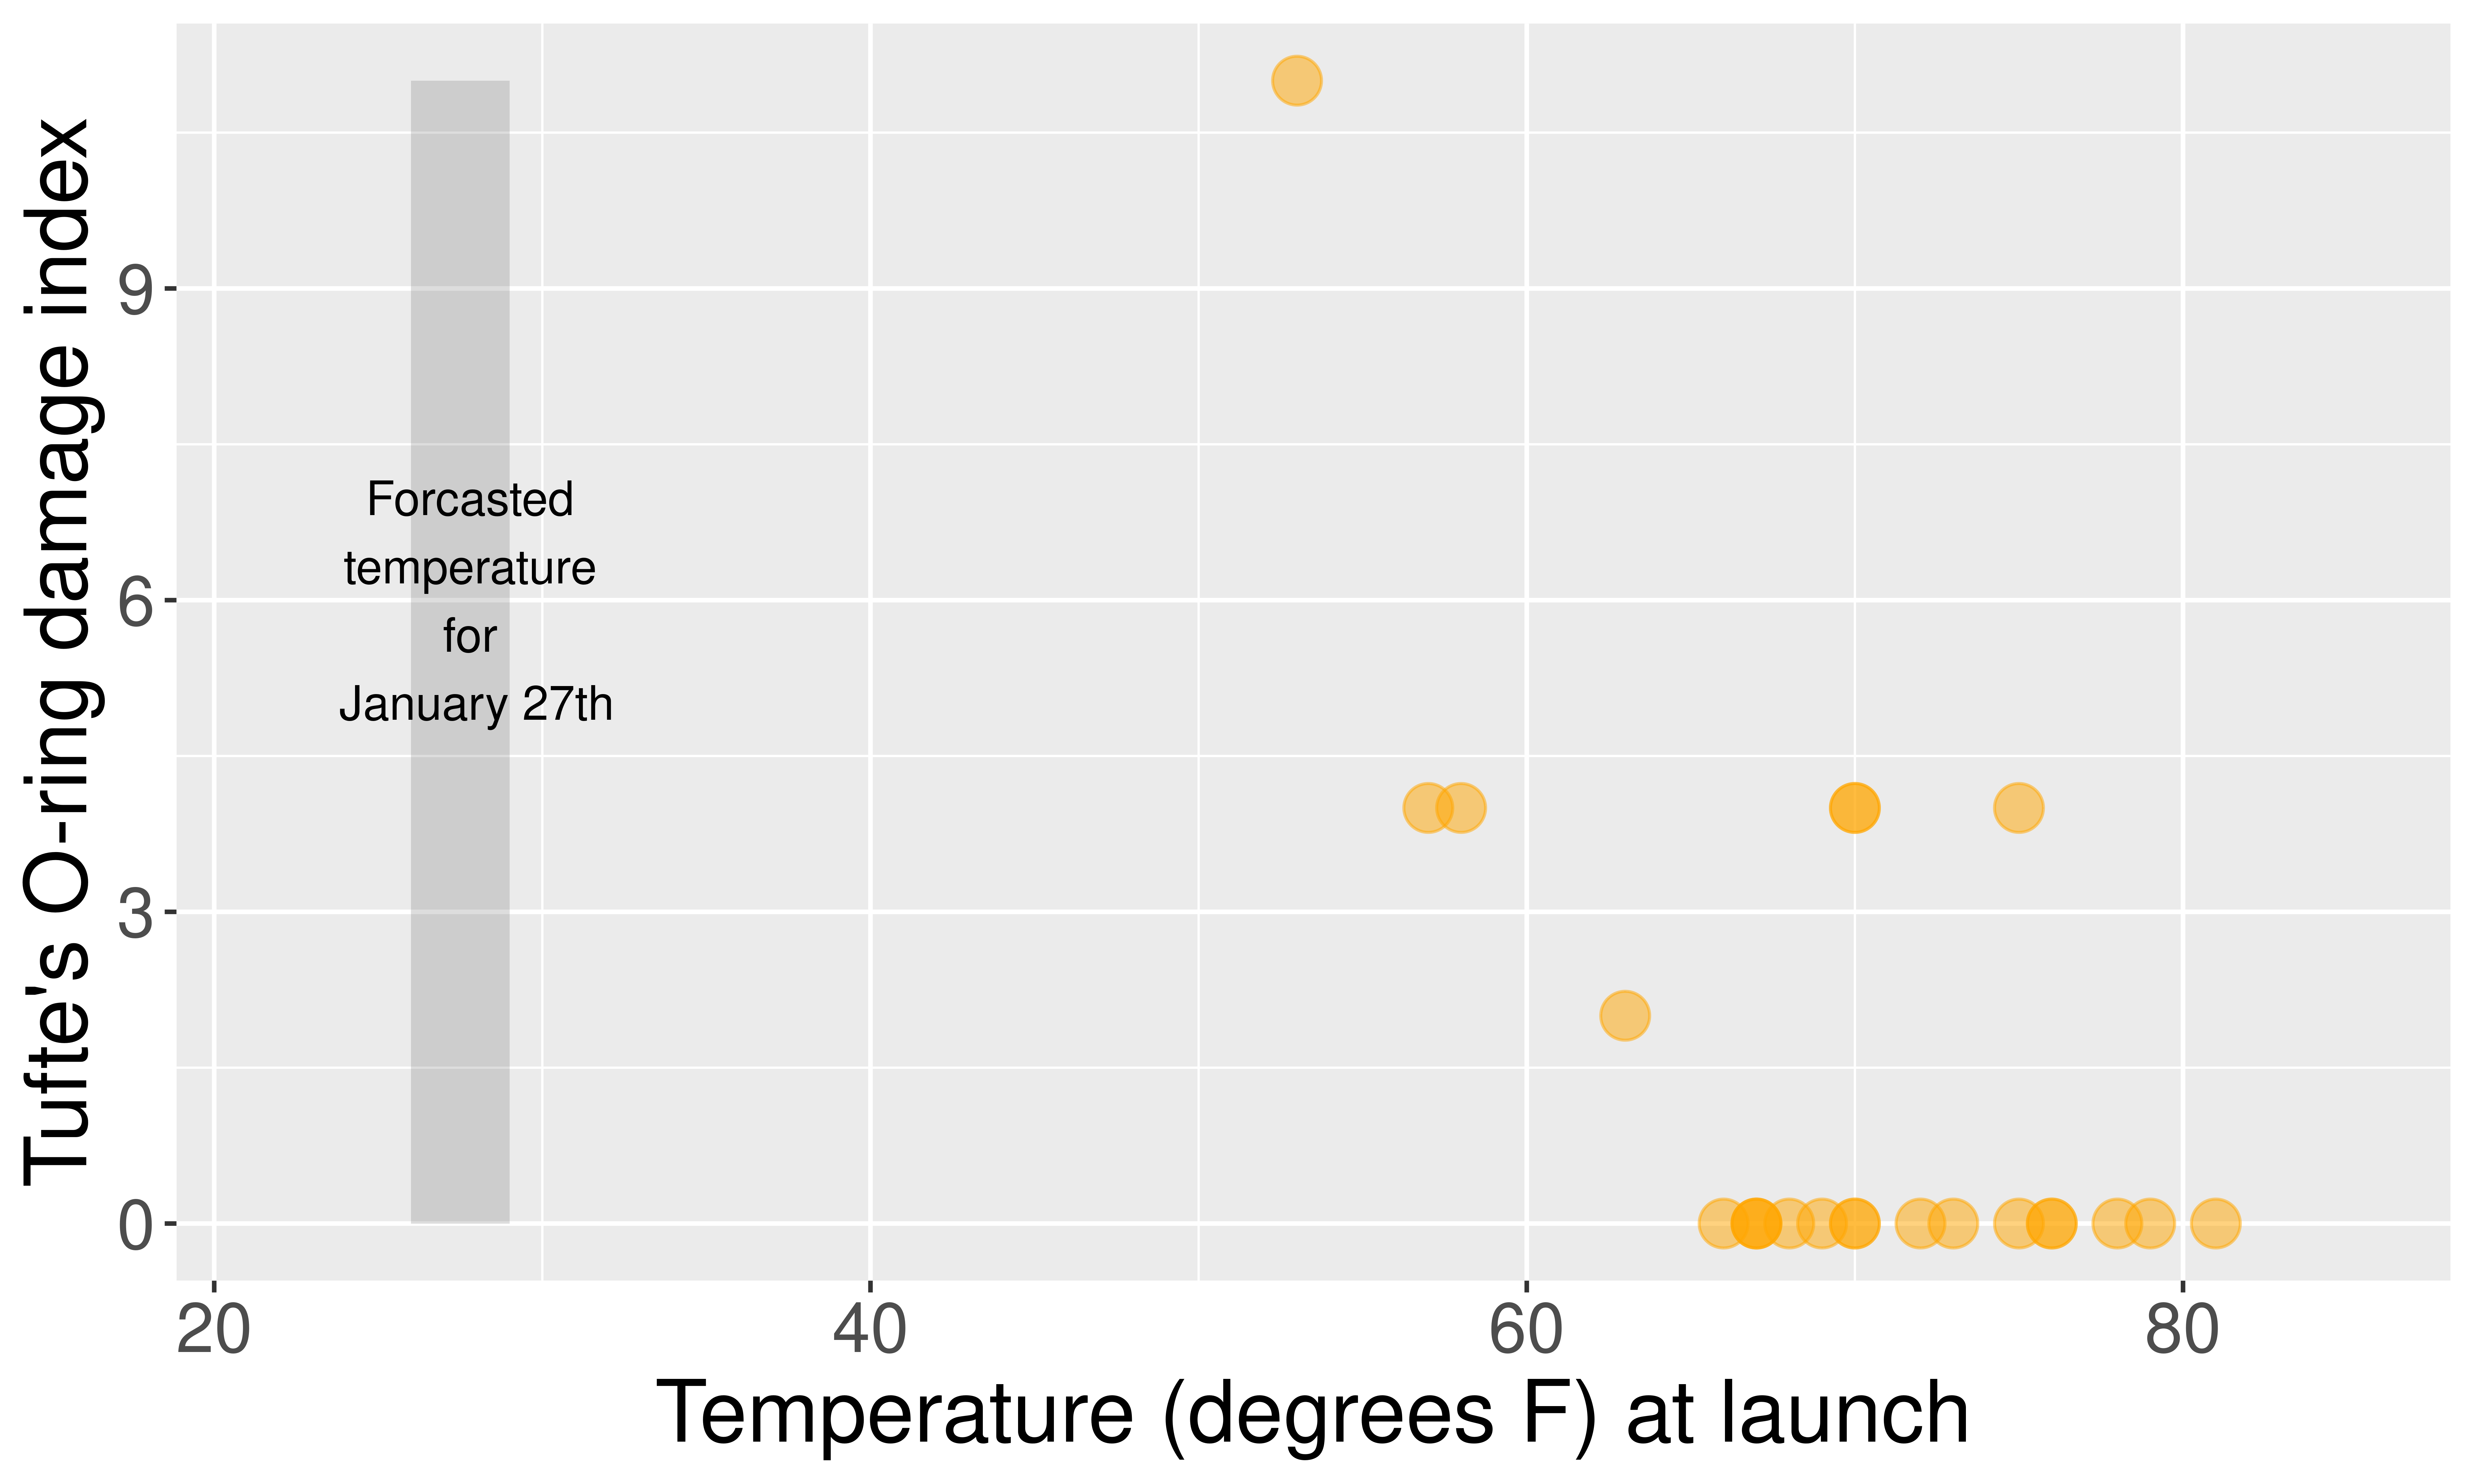 Tufte's O-ring damage index
9
6
3
0
Forcasted
temperature
for
January 27th
20 40 60 80
Temperature (degrees F) at launch